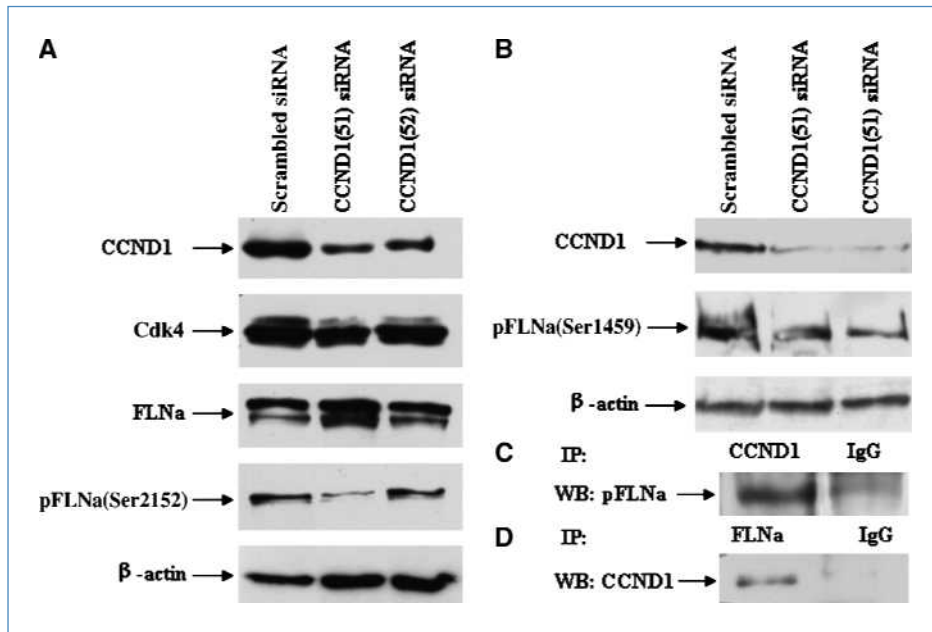 A
Scrambled siRNA
CCND1(51) siRNA
CCND1(52) siRNA
CCND1
Cdk4
FLNa
pFLNa(Ser2152)
β-actin
B
Scrambled siRNA
CCND1(51) siRNA
CCND1(51) siRNA
CCND1
pFLNa(Ser1459)
β-actin
C IP: CCND1 IgG
WB: pFLNa
D IP: FLNa IgG
WB: CCND1